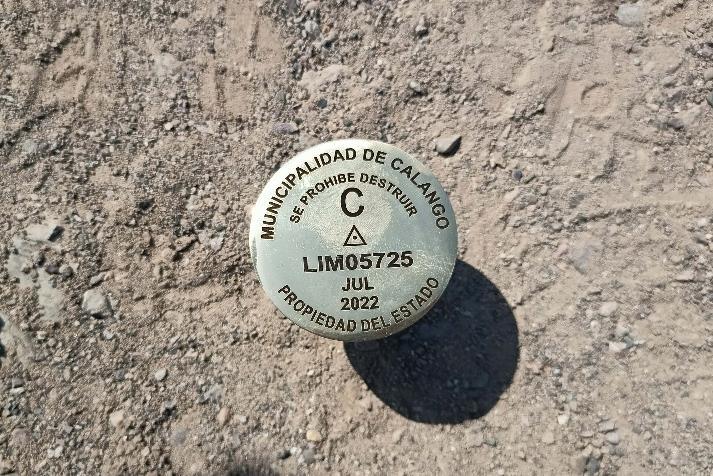 MUNICIPALIDAD DE CALANGO
SE PROHIBE DESTRUIR
C
LIM05725
JUL
2022
PROPIEDAD DEL ESTADO